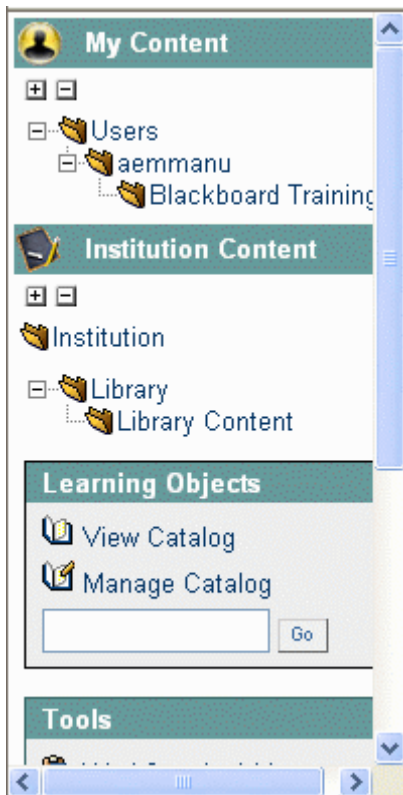 My Content
Users
aemmanu
Blackboard Training
Institution Content
Institution
Library
Library Content
Learning Objects
View Catalog
Manage Catalog
Go
Tools